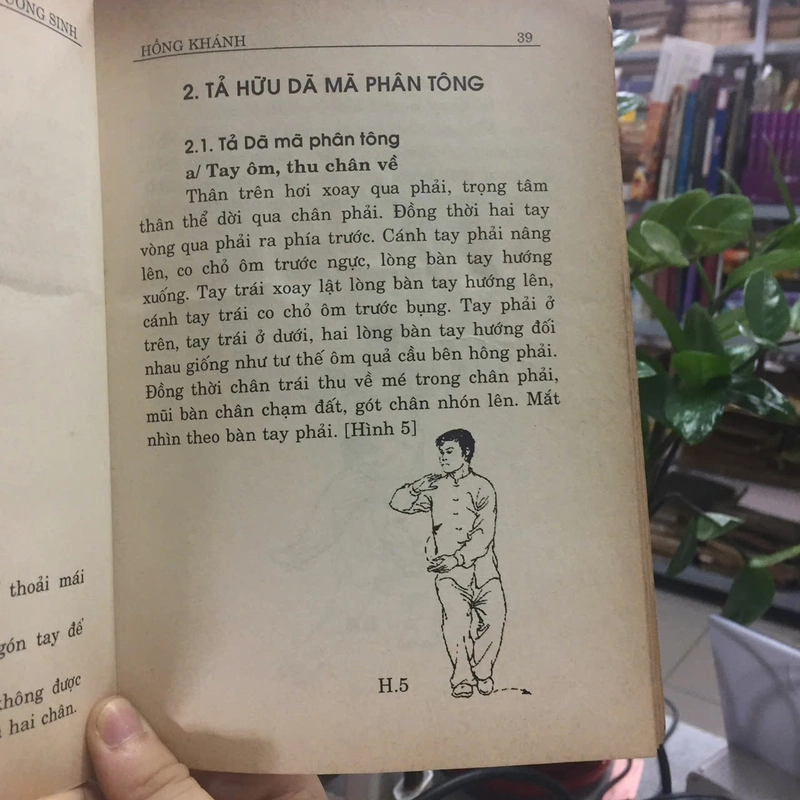 ƯỠNG SINH
thoải mái
gón tay để
không được
hai chân.
HỒNG KHÁNH 39
2. TẢ HỮU DÃ MÃ PHÂN TÔNG
2.1. Tả Dã mã phân tông
a/ Tay ôm, thu chân về
Thân trên hơi xoay qua phải, trọng tâm
thân thể dời qua chân phải. Đồng thời hai tay
vòng qua phải ra phía trước. Cánh tay phải nâng
lên, co chỏ ôm trước ngực, lòng bàn tay hướng
xuống. Tay trái xoay lật lòng bàn tay hướng lên,
cánh tay trái co chỏ ôm trước bụng. Tay phải ở
trên, tay trái ở dưới, hai lòng bàn tay hướng đối
nhau giống như tư thế ôm quả cầu bên hông phải.
Đồng thời chân trái thu về mé trong chân phải,
mũi bàn chân chạm đất, gót chân nhón lên. Mắt
nhìn theo bàn tay phải. [Hình 5]
H.5